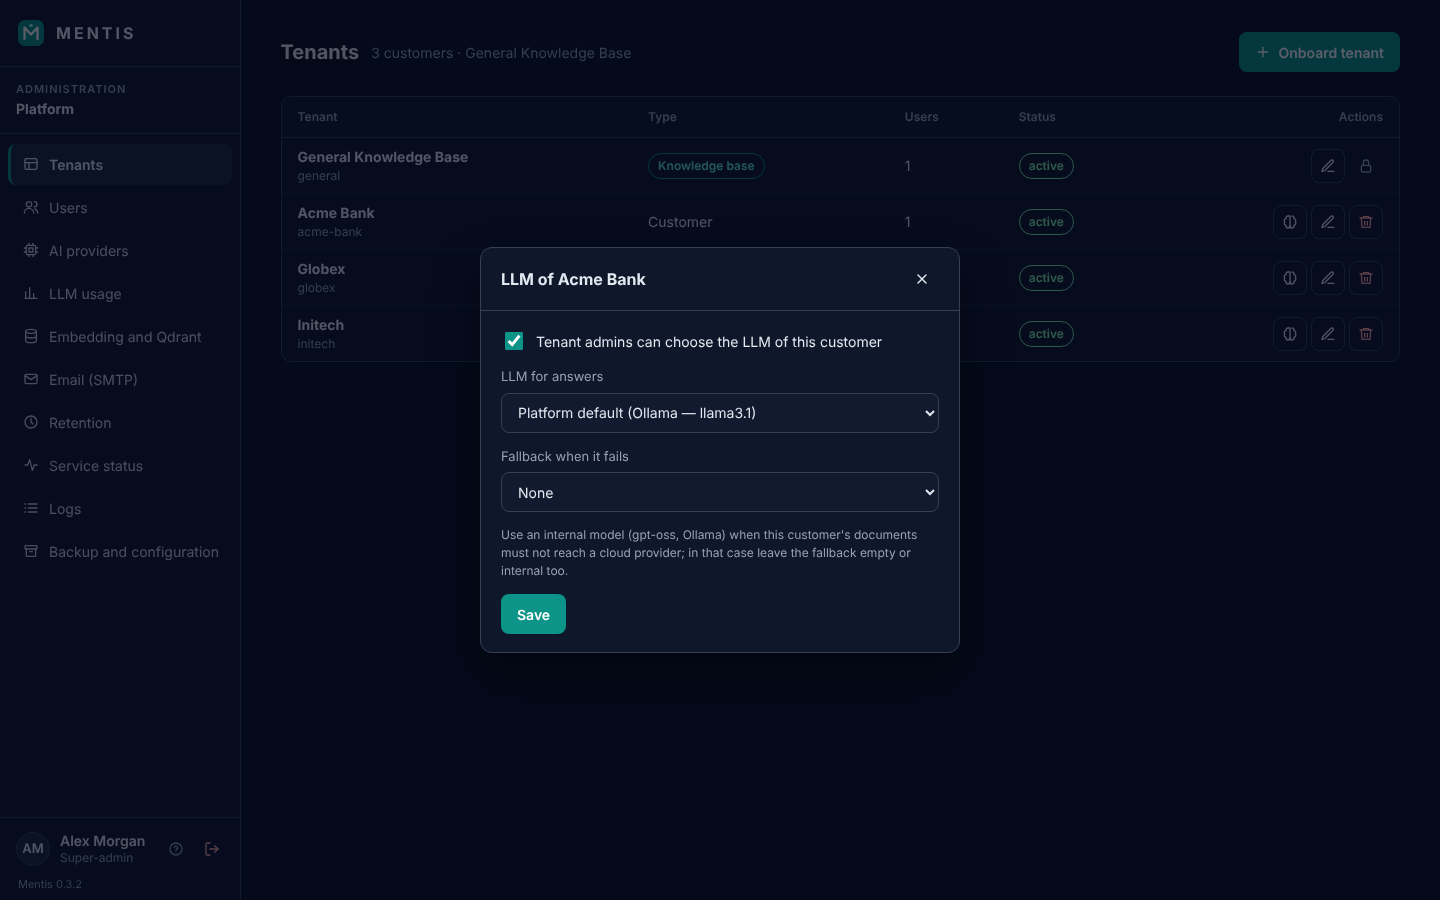 MENTIS
ADMINISTRATION
Platform
Tenants
Users
AI providers
LLM usage
Embedding and Qdrant
Email (SMTP)
Retention
Service status
Logs
Backup and configuration
AM
Alex Morgan
Super-admin
Mentis 0.3.2
Tenants 3 customers · General Knowledge Base
+ Onboard tenant
Tenant Type Users Status Actions
General Knowledge Base Knowledge base 1 active
general
Acme Bank Customer 1 active
acme-bank
Globex active
globex
Initech active
initech
LLM of Acme Bank
Tenant admins can choose the LLM of this customer
LLM for answers
Platform default (Ollama — llama3.1)
Fallback when it fails
None
Use an internal model (gpt-oss, Ollama) when this customer's documents
must not reach a cloud provider; in that case leave the fallback empty or
internal too.
Save